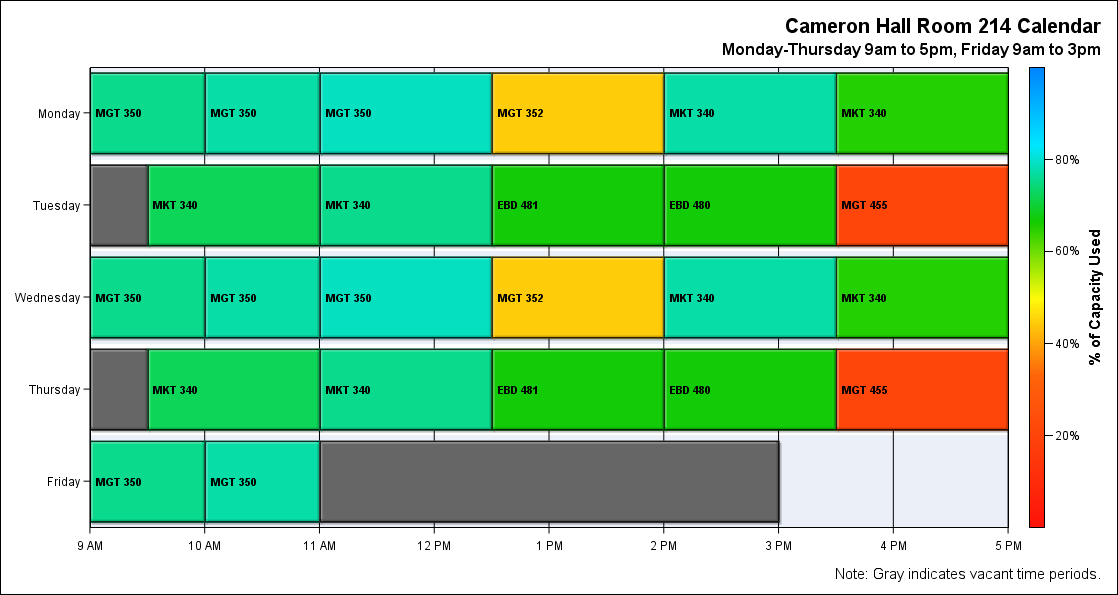 Cameron Hall Room 214 Calendar
Monday-Thursday 9am to 5pm, Friday 9am to 3pm
Monday MGT 350 MGT 350 MGT 350 MGT 352 MKT 340 MKT 340
Tuesday MKT 340 MKT 340 EBD 481 EBD 480 MGT 455
Wednesday MGT 350 MGT 350 MGT 350 MGT 352 MKT 340 MKT 340
Thursday MKT 340 MKT 340 EBD 481 EBD 480 MGT 455
Friday MGT 350 MGT 350
9 AM 10 AM 11 AM 12 PM 1 PM 2 PM 3 PM 4 PM 5 PM
80%
60%
40%
20%
% of Capacity Used
Note: Gray indicates vacant time periods.